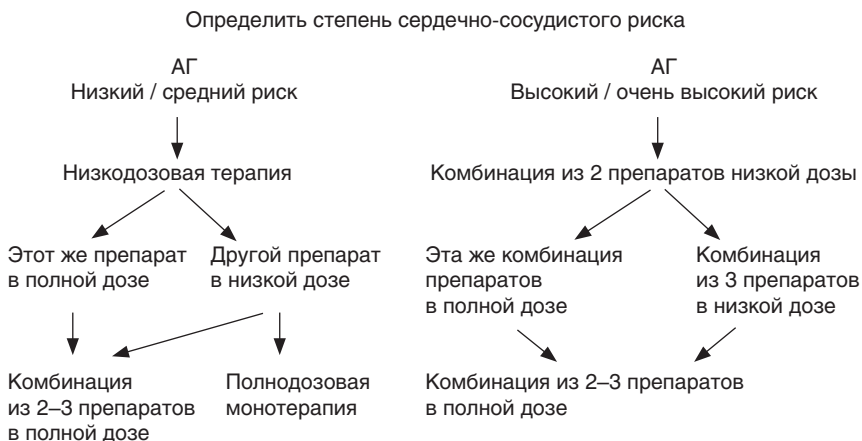 Определить степень сердечно-сосудистого риска
АГ
Низкий / средний риск
АГ
Высокий / очень высокий риск
Низкодозовая терапия
Комбинация из 2 препаратов низкой дозы
Этот же препарат
в полной дозе
Другой препарат
в низкой дозе
Эта же комбинация
препаратов
в полной дозе
Комбинация
из 3 препаратов
в низкой дозе
Комбинация
из 2–3 препаратов
в полной дозе
Полнодозовая
монотерапия
Комбинация из 2–3 препаратов
в полной дозе